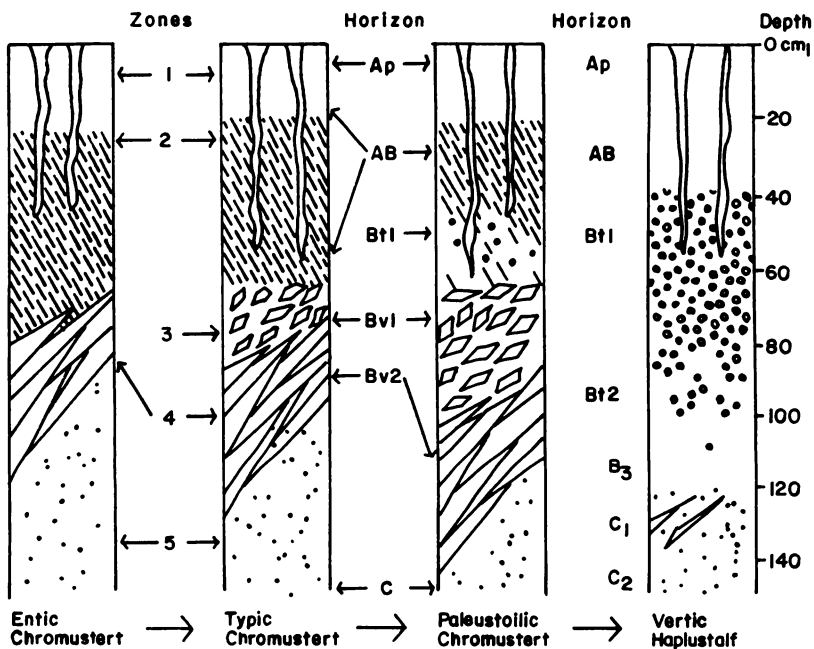 Zones
Horizon
Horizon
Depth
1
Ap
Ap
0 cm
2
20
AB
AB
40
Bt1
Bt1
60
3
Bv1
80
4
Bv2
Bt2
100
B3
120
5
C1
C
C2
140
Entic
Chromustert
Typic
Chromustert
Paleustollic
Chromustert
Vertic
Haplustalf